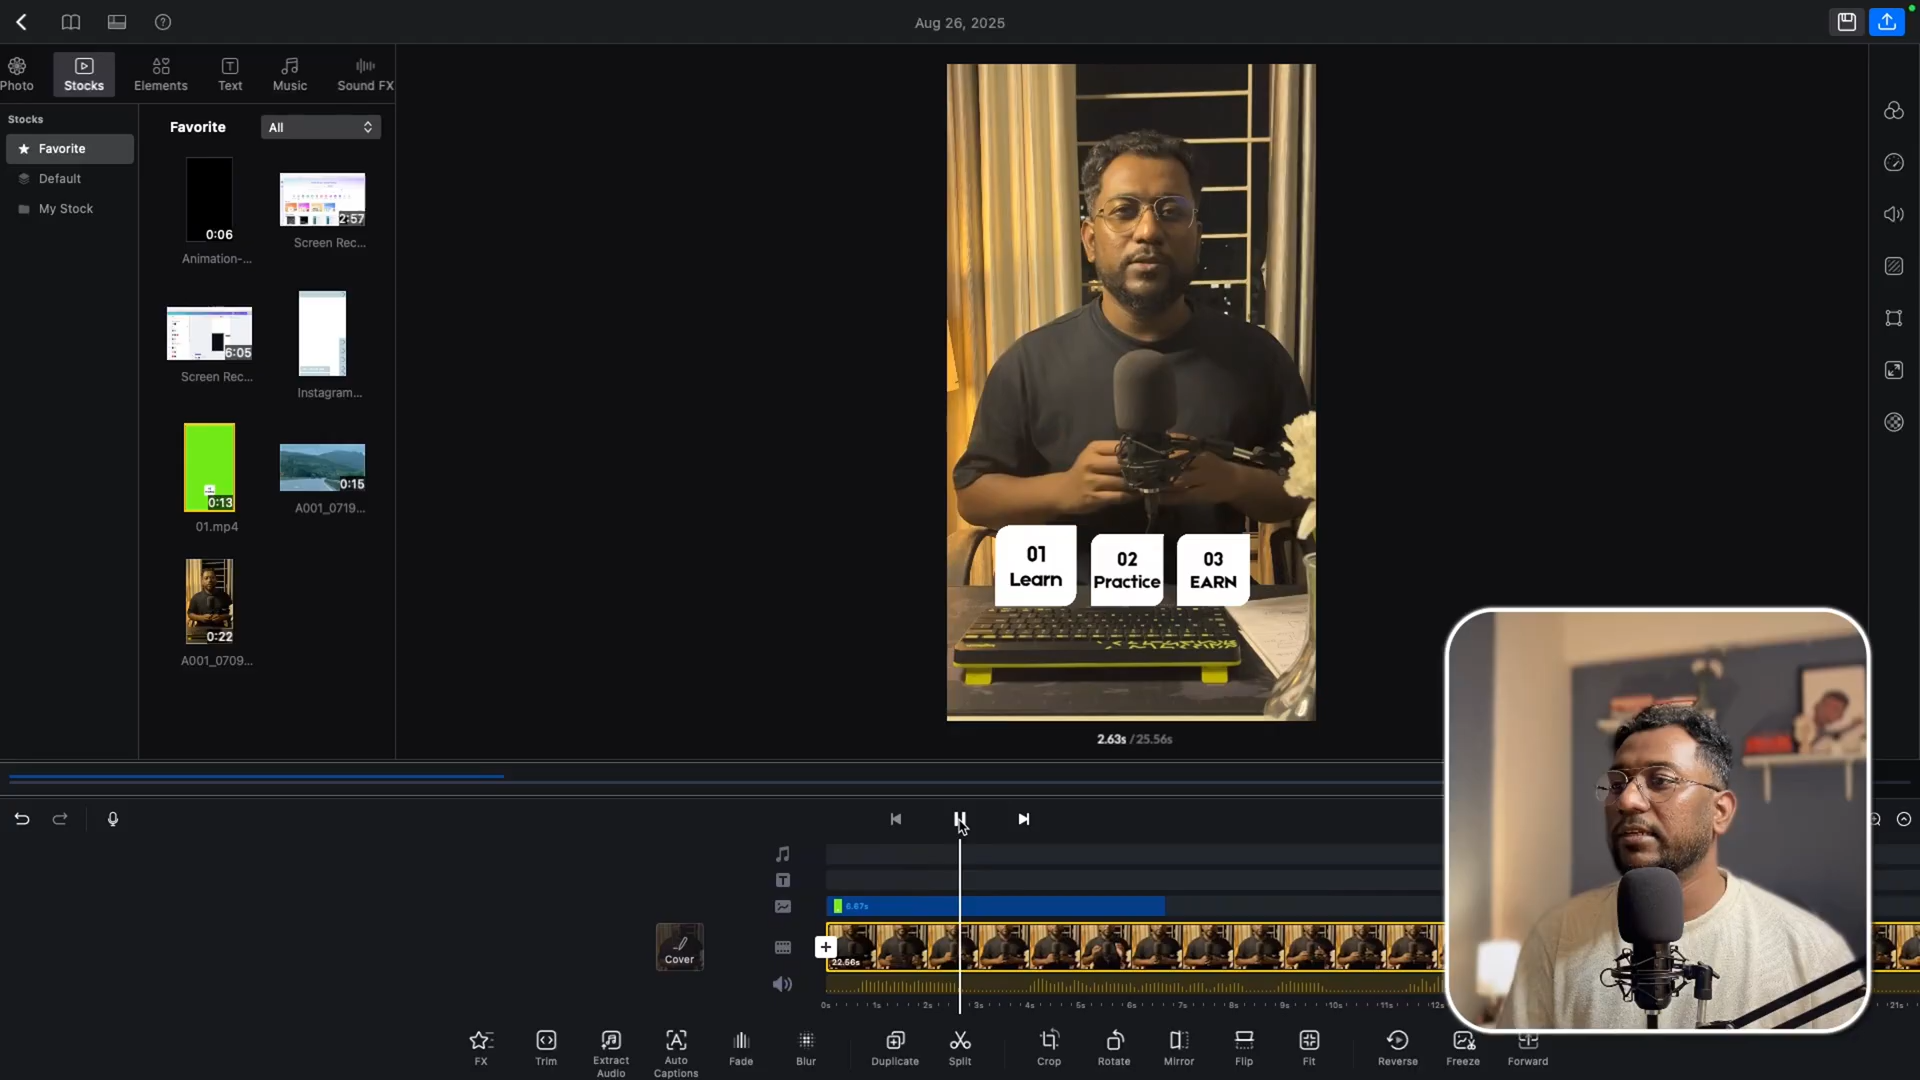 Aug 26, 2025
Photo
Stocks
Elements
Text
Music
Sound FX
Stocks
Favorite
Default
My Stock
Favorite
All
0:06
Animation-...
2:57
Screen Rec...
6:05
Screen Rec...
Instagram...
0:13
01.mp4
0:15
A001_0719...
0:22
A001_0709...
01
Learn
02
Practice
03
EARN
2.63s / 25.56s
6.67s
Cover
22.56s
0s 1s 2s 3s 4s 5s 6s 7s 8s 9s 10s 11s 12s 21s
FX
Trim
Extract
Audio
Auto
Captions
Fade
Blur
Duplicate
Split
Crop
Rotate
Mirror
Flip
Fit
Reverse
Freeze
Forward